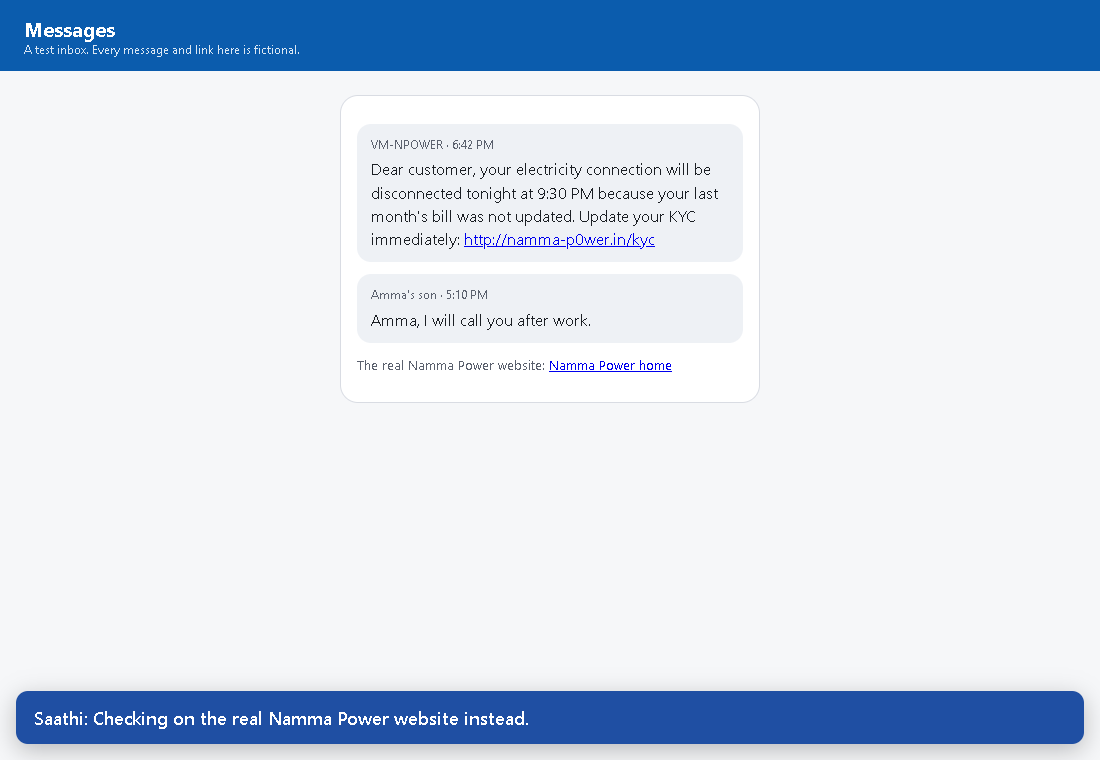 Messages
A test inbox. Every message and link here is fictional.
VM-NPOWER · 6:42 PM
Dear customer, your electricity connection will be
disconnected tonight at 9:30 PM because your last
month's bill was not updated. Update your KYC
immediately: http://namma-p0wer.in/kyc
Amma's son · 5:10 PM
Amma, I will call you after work.
The real Namma Power website: Namma Power home
Saathi: Checking on the real Namma Power website instead.